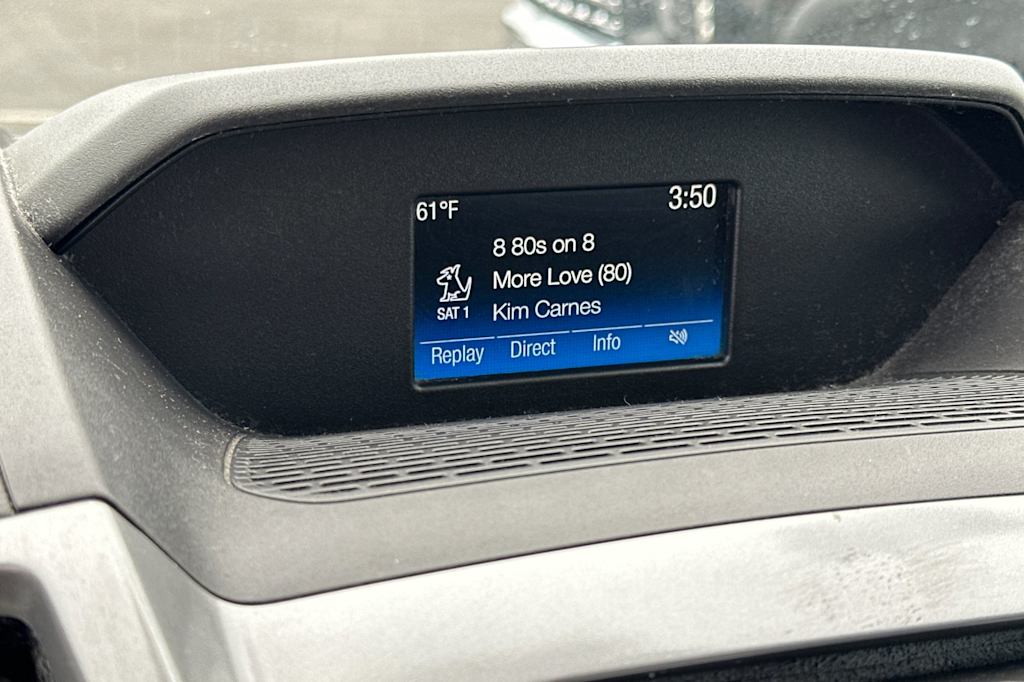 61°F 3:50
8 80s on 8
More Love (80)
SAT 1 Kim Carnes
Replay Direct Info